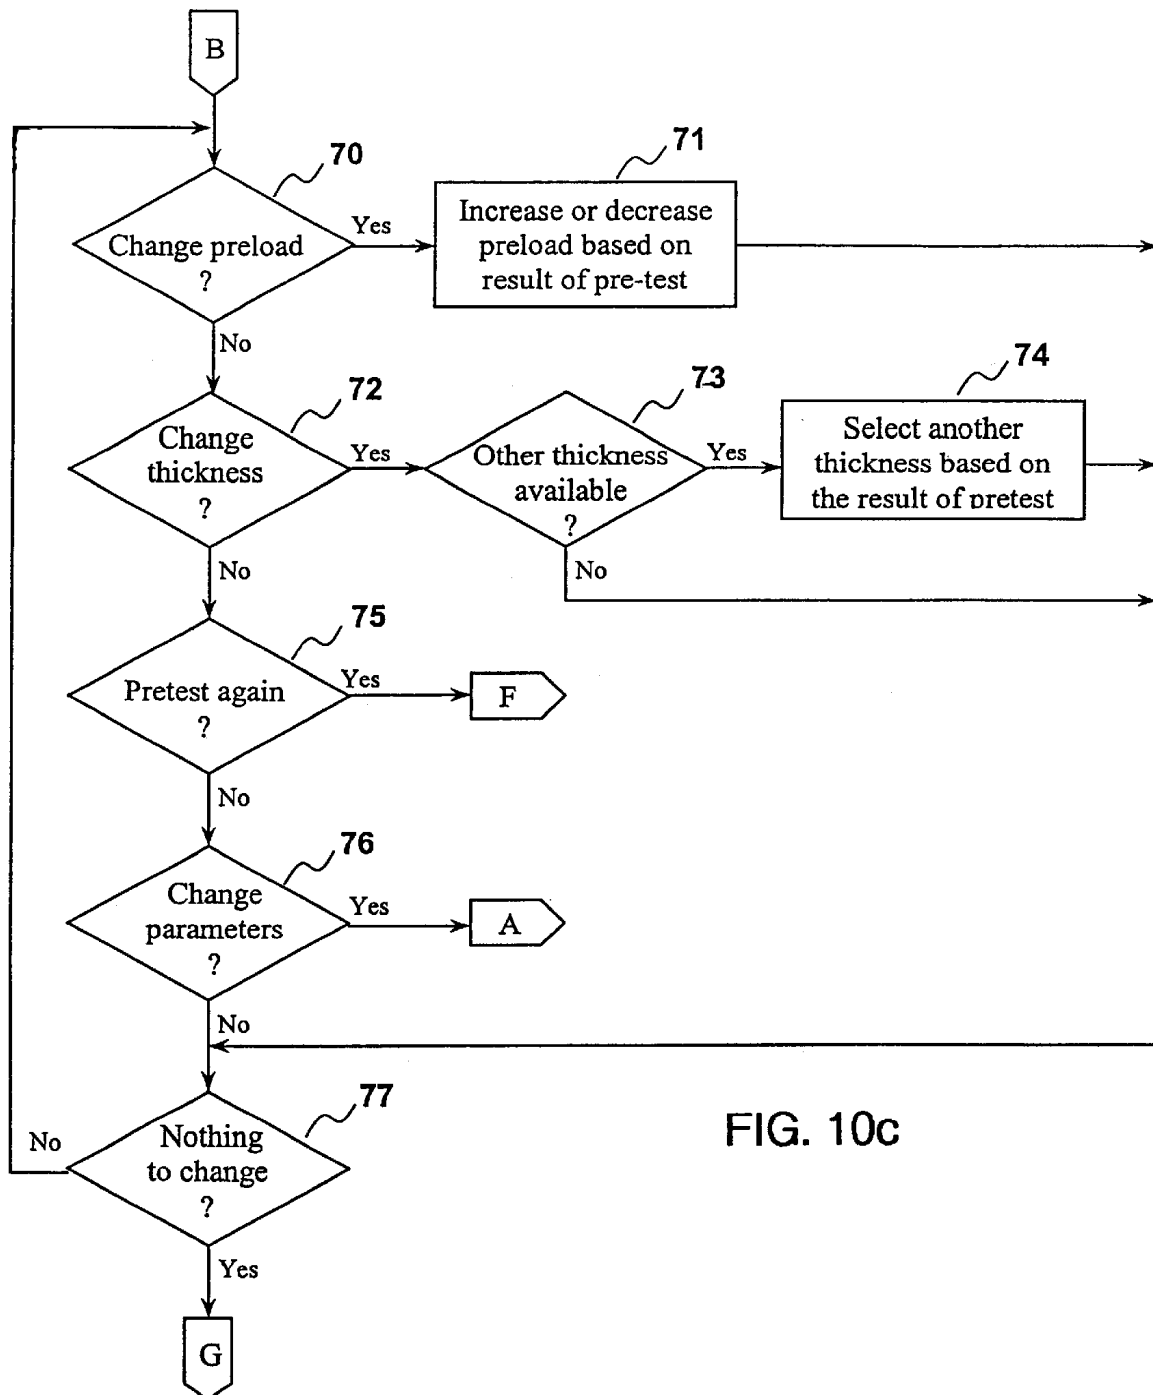 B
70
71
Change preload
?
Yes
Increase or decrease
preload based on
result of pre-test
No
72
73
74
Change
thickness
?
Yes
Other thickness
available
?
Yes
Select another
thickness based on
the result of pretest
No
No
75
Pretest again
?
Yes
F
No
76
Change
parameters
?
Yes
A
No
77
Nothing
to change
?
No
FIG. 10c
Yes
G